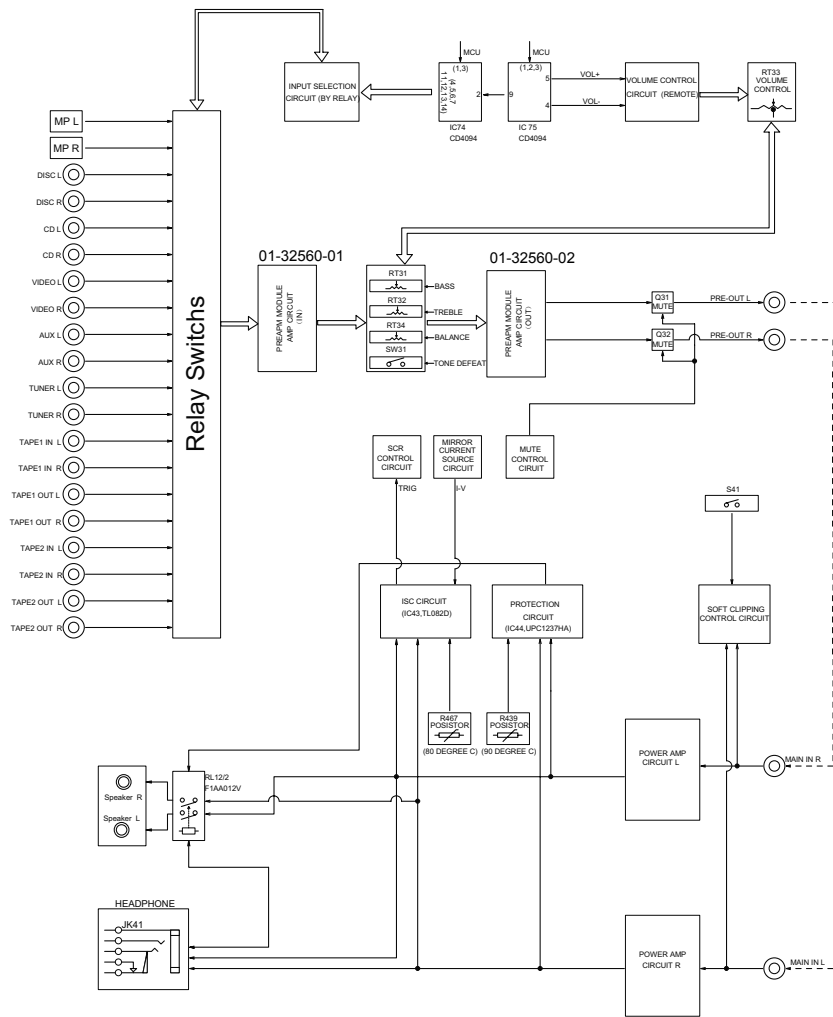 MCU
MCU
INPUT SELECTION
CIRCUIT (BY RELAY)
(1,3)
(4,5,6,7
11,12,13,14)
2
IC74
CD4094
(1,2,3)
9
5
4
IC 75
CD4094
VOL+
VOL-
VOLUME CONTROL
CIRCUIT (REMOTE)
RT33
VOLUME
CONTROL
MP L
MP R
DISC L
DISC R
CD L
CD R
VIDEO L
VIDEO R
AUX L
AUX R
TUNER L
TUNER R
TAPE1 IN L
TAPE1 IN R
TAPE1 OUT L
TAPE1 OUT R
TAPE2 IN L
TAPE2 IN R
TAPE2 OUT L
TAPE2 OUT R
Relay Switchs
01-32560-01
PREAPM MODULE
AMP CIRCUIT
(IN)
RT31
BASS
RT32
TREBLE
RT34
BALANCE
SW31
TONE DEFEAT
01-32560-02
PREAPM MODULE
AMP CIRCUIT
(OUT)
Q31
MUTE
PRE-OUT L
Q32
MUTE
PRE-OUT R
SCR
CONTROL
CIRCUIT
TRIG
MIRROR
CURRENT
SOURCE
CIRCUIT
I-V
MUTE
CONTROL
CIRUIT
S41
ISC CIRCUIT
(IC43,TL082D)
PROTECTION
CIRCUIT
(IC44,UPC1237HA)
SOFT CLIPPING
CONTROL CIRCUIT
R467
POSISTOR
(80 DEGREE C)
R439
POSISTOR
(90 DEGREE C)
POWER AMP
CIRCUIT L
MAIN IN R
Speaker R
Speaker L
RL12/2
F1AA012V
HEADPHONE
JK41
POWER AMP
CIRCUIT R
MAIN IN L